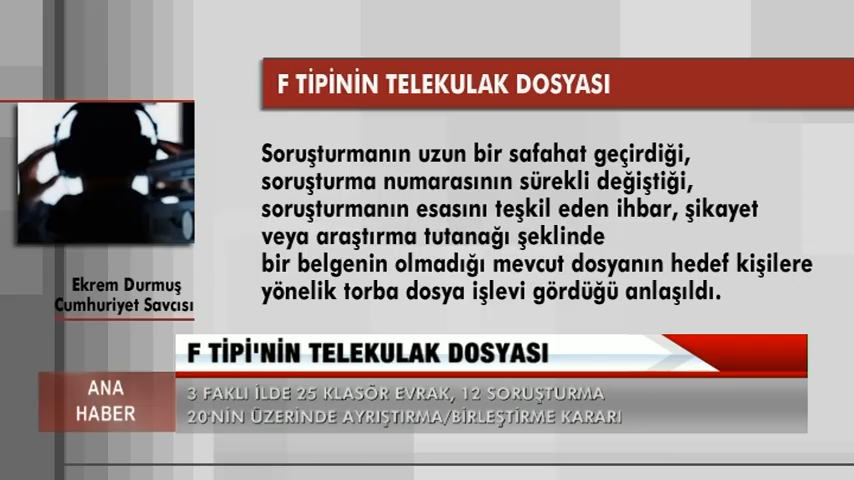 F TİPİNİN TELEKULAK DOSYASI
Soruşturmanın uzun bir safahat geçirdiği,
soruşturma numarasının sürekli değiştiği,
soruşturmanın esasını teşkil eden ihbar, şikayet
veya araştırma tutanağı şeklinde
bir belgenin olmadığı mevcut dosyanın hedef kişilere
yönelik torba dosya işlevi gördüğü anlaşıldı.
Ekrem Durmuş
Cumhuriyet Savcısı
F TİPİ'NİN TELEKULAK DOSYASI
ANA
HABER
3 FAKLI İLDE 25 KLASÖR EVRAK, 12 SORUŞTURMA
20'NİN ÜZERİNDE AYRIŞTIRMA/BİRLEŞTİRME KARARI